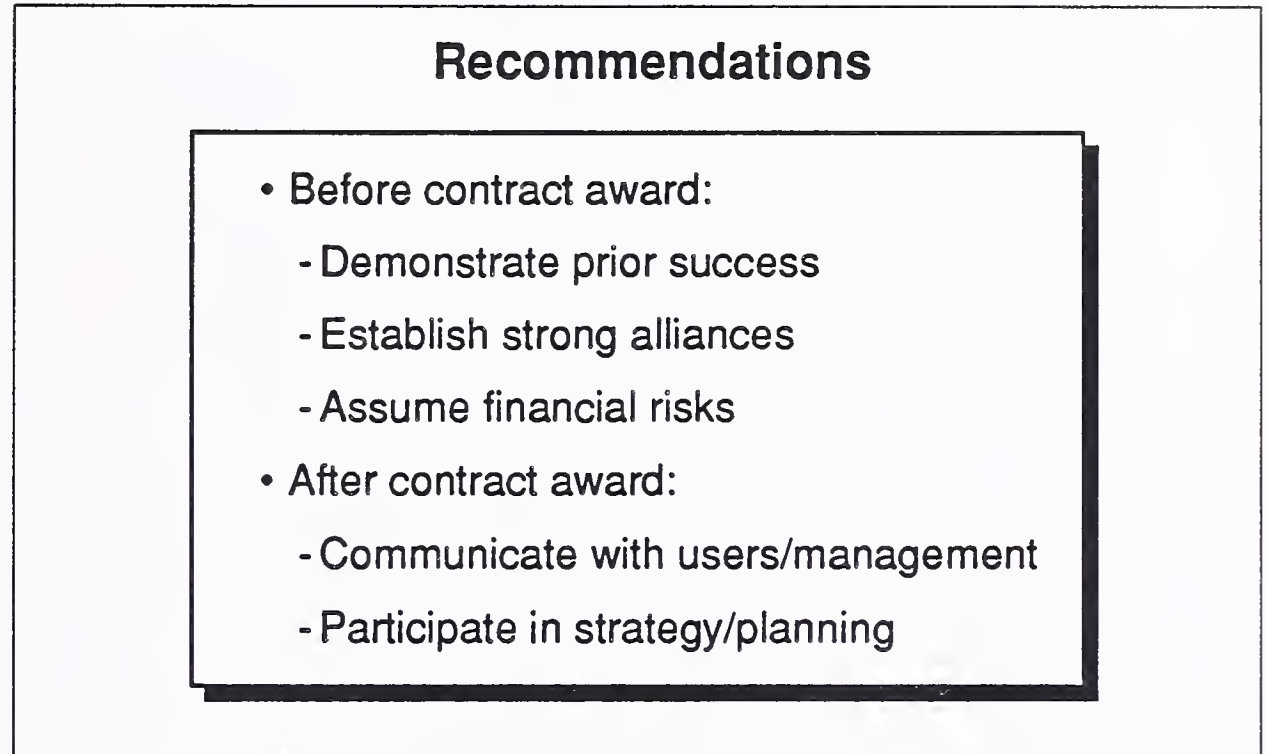 Recommendations
• Before contract award:
- Demonstrate prior success
- Establish strong alliances
- Assume financial risks
• After contract award:
- Communicate with users/management
- Participate in strategy/planning